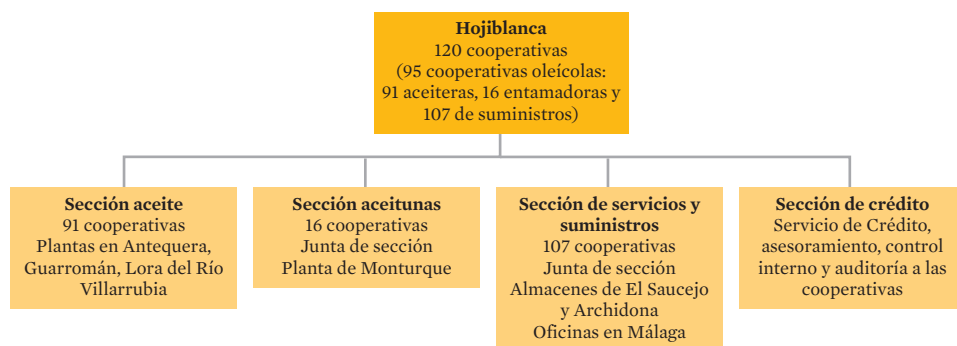 Hojiblanca
120 cooperativas
(95 cooperativas oleícolas:
91 aceiteras, 16 entamadoras y
107 de suministros)
Sección aceite
91 cooperativas
Plantas en Antequera,
Guarromán, Lora del Río
Villarrubia
Sección aceitunas
16 cooperativas
Junta de sección
Planta de Monturque
Sección de servicios y
suministros
107 cooperativas
Junta de sección
Almacenes de El Saucejo
y Archidona
Oficinas en Málaga
Sección de crédito
Servicio de Crédito,
asesoramiento, control
interno y auditoría a las
cooperativas